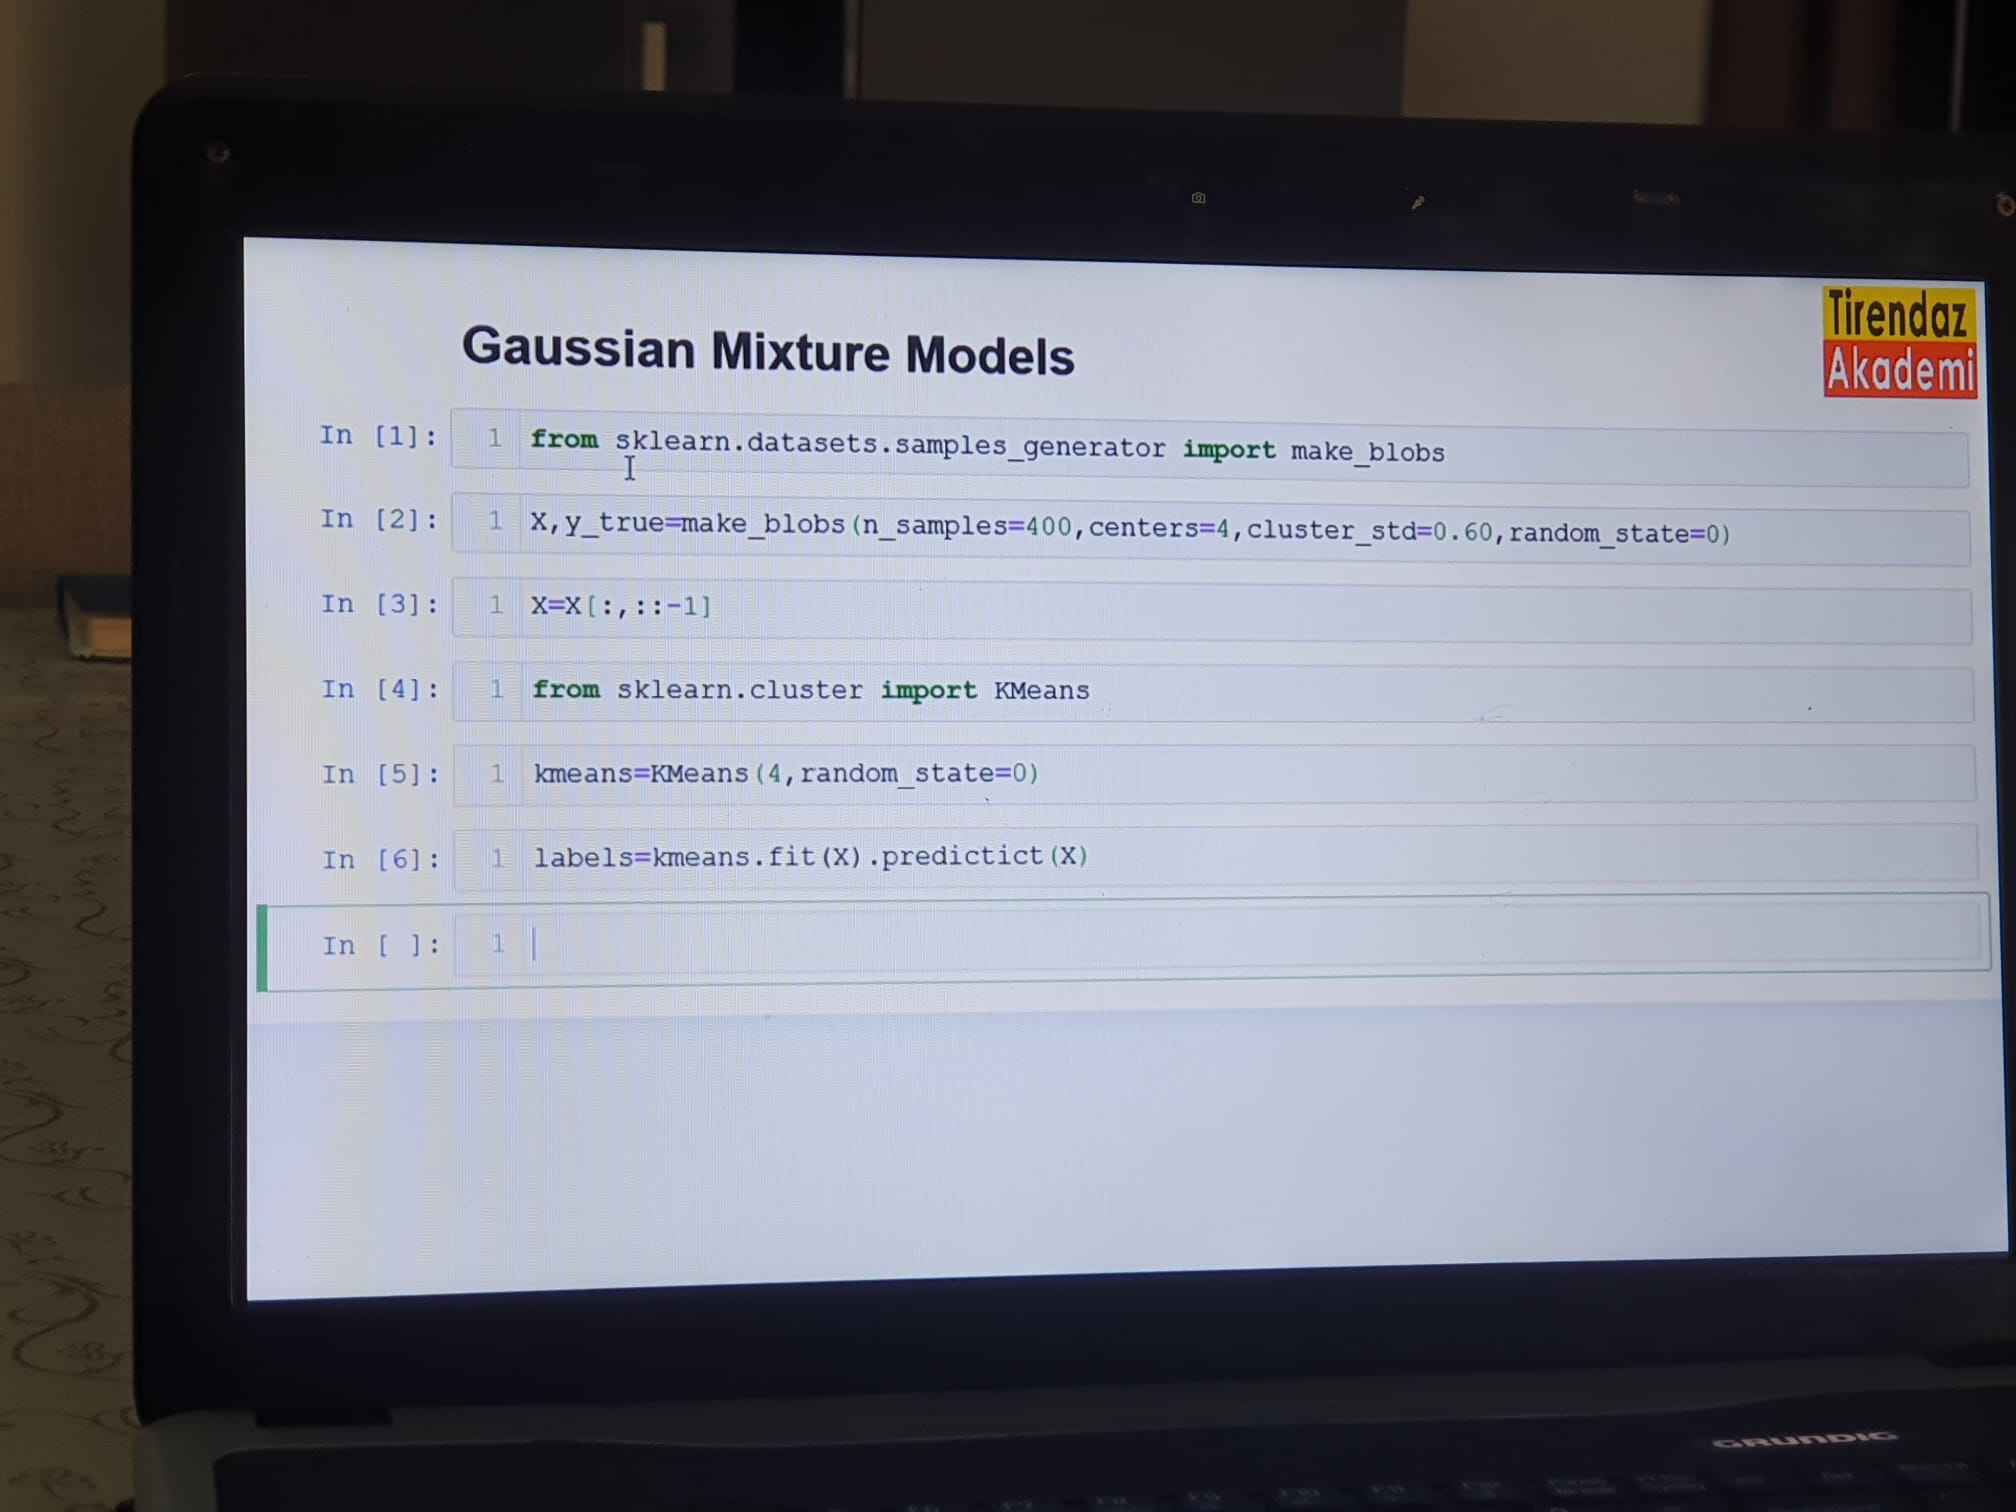 Tirendaz
Akademi
Gaussian Mixture Models
In [1]: 1 from sklearn.datasets.samples_generator import make_blobs
In [2]: 1 X,y_true=make_blobs(n_samples=400,centers=4,cluster_std=0.60,random_state=0)
In [3]: 1 X=X[:,::-1]
In [4]: 1 from sklearn.cluster import KMeans
In [5]: 1 kmeans=KMeans(4,random_state=0)
In [6]: 1 labels=kmeans.fit(X).predictict(X)
In [ ]: 1
GRUNDIG